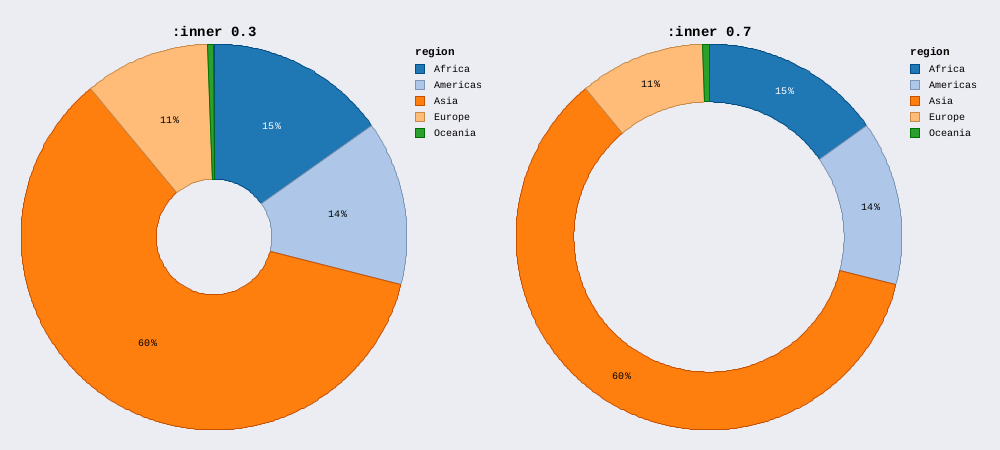 :inner 0.3
region
Africa
Americas
Asia
Europe
Oceania
11%
15%
14%
60%
:inner 0.7
region
Africa
Americas
Asia
Europe
Oceania
11%
15%
14%
60%